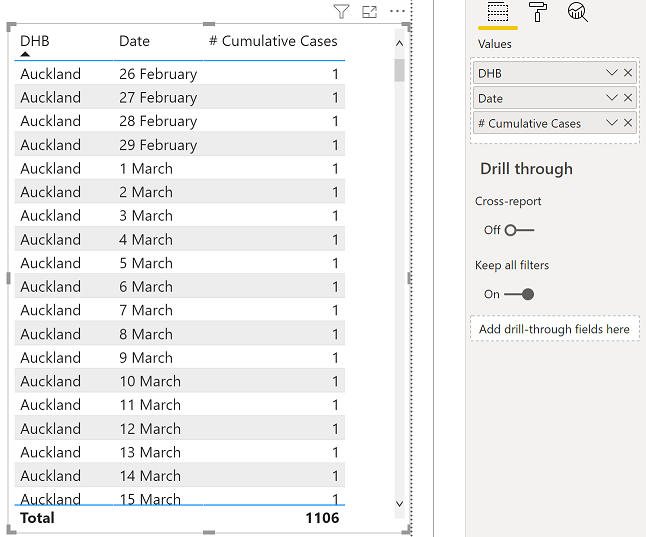 DHB Date # Cumulative Cases
Auckland 26 February 1
Auckland 27 February 1
Auckland 28 February 1
Auckland 29 February 1
Auckland 1 March 1
Auckland 2 March 1
Auckland 3 March 1
Auckland 4 March 1
Auckland 5 March 1
Auckland 6 March 1
Auckland 7 March 1
Auckland 8 March 1
Auckland 9 March 1
Auckland 10 March 1
Auckland 11 March 1
Auckland 12 March 1
Auckland 13 March 1
Auckland 14 March 1
Auckland 15 March 1
Total 1106
Values
DHB
Date
# Cumulative Cases
Drill through
Cross-report
Off
Keep all filters
On
Add drill-through fields here